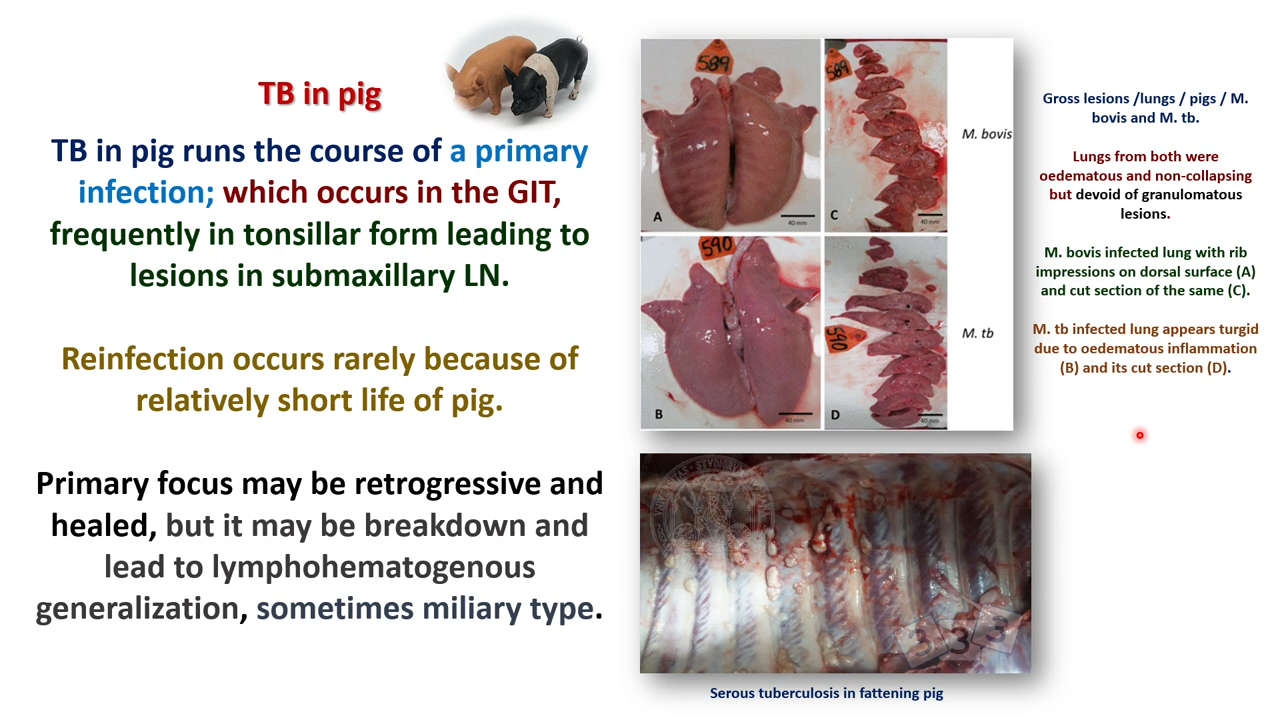 TB in pig
TB in pig runs the course of a primary
infection; which occurs in the GIT,
frequently in tonsillar form leading to
lesions in submaxillary LN.
Reinfection occurs rarely because of
relatively short life of pig.
Primary focus may be retrogressive and
healed, but it may be breakdown and
lead to lymphohematogenous
generalization, sometimes miliary type.
589
A
40 mm
589
C
40 mm
M. bovis
590
B
40 mm
590
D
40 mm
M. tb
Gross lesions /lungs / pigs / M.
bovis and M. tb.
Lungs from both were
oedematous and non-collapsing
but devoid of granulomatous
lesions.
M. bovis infected lung with rib
impressions on dorsal surface (A)
and cut section of the same (C).
M. tb infected lung appears turgid
due to oedematous inflammation
(B) and its cut section (D).
333
Serous tuberculosis in fattening pig